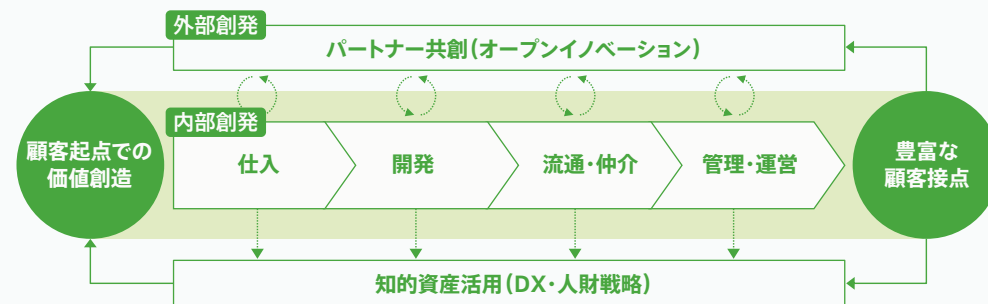 外部創発
パートナー共創(オープンイノベーション)
内部創発
顧客起点での
価値創造
仕入
開発
流通・仲介
管理・運営
豊富な
顧客接点
知的資産活用(DX・人財戦略)